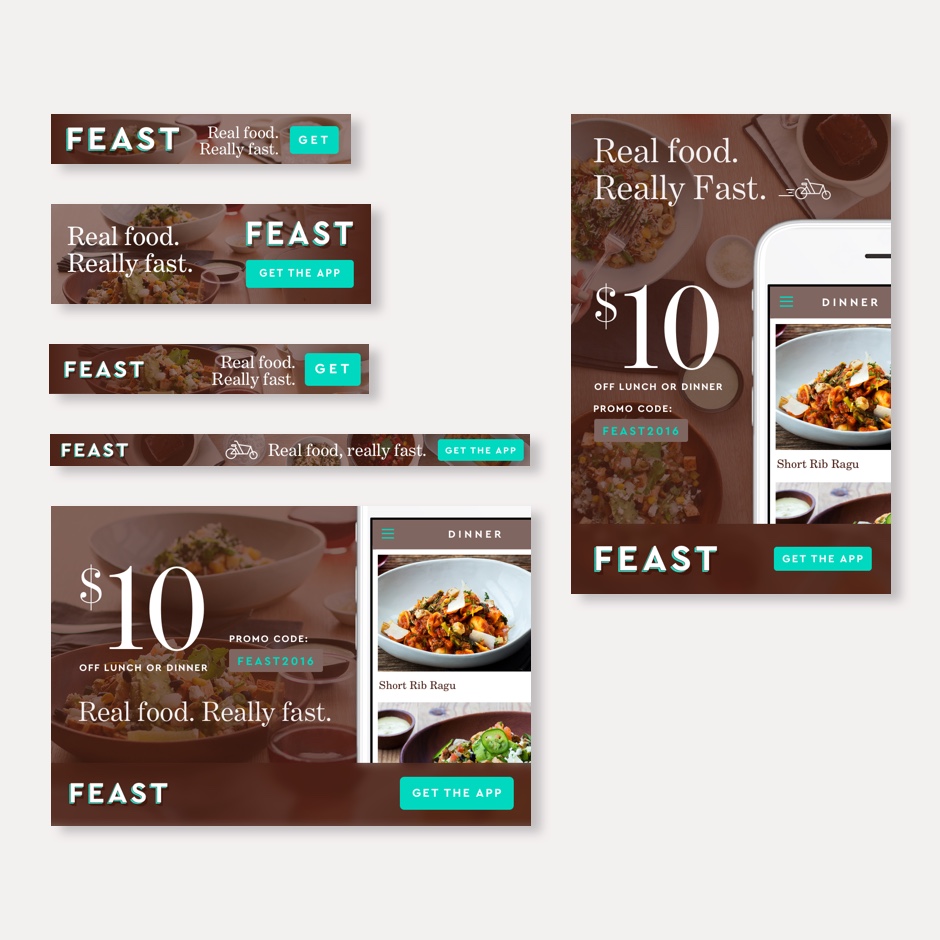 FEAST
Real food.
Really fast.
GET
Real food.
Really fast.
FEAST
GET THE APP
FEAST
Real food.
Really fast.
GET
FEAST
Real food, really fast.
GET THE APP
$10
OFF LUNCH OR DINNER
PROMO CODE:
FEAST2016
Real food. Really fast.
DINNER
Short Rib Ragu
FEAST
GET THE APP
Real food.
Really Fast.
$10
OFF LUNCH OR DINNER
PROMO CODE:
FEAST2016
DINNER
Short Rib Ragu
FEAST
GET THE APP